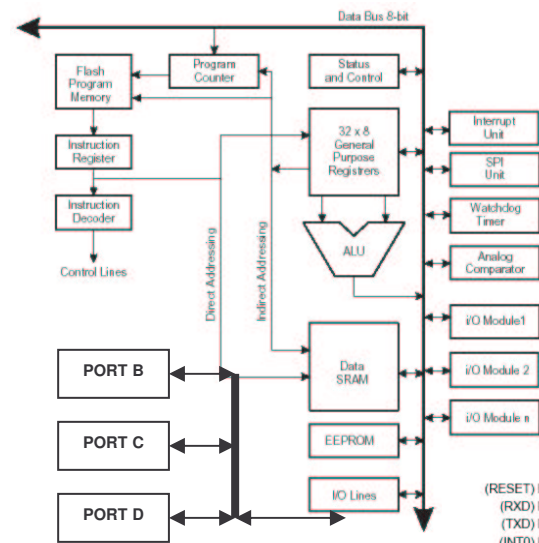 Data Bus 8-bit
Flash
Program
Memory
Program
Counter
Status
and Control
Instruction
Register
32 x 8
General
Purpose
Registrers
Interrupt
Unit
SPI
Unit
Instruction
Decoder
Watchdog
Timer
ALU
Analog
Comparator
Control Lines
Direct Addressing
Indirect Addressing
i/O Module1
Data
SRAM
i/O Module 2
i/O Module n
EEPROM
I/O Lines
PORT B
PORT C
PORT D
(RESET)
(RXD)
(TXD)
(INT0)